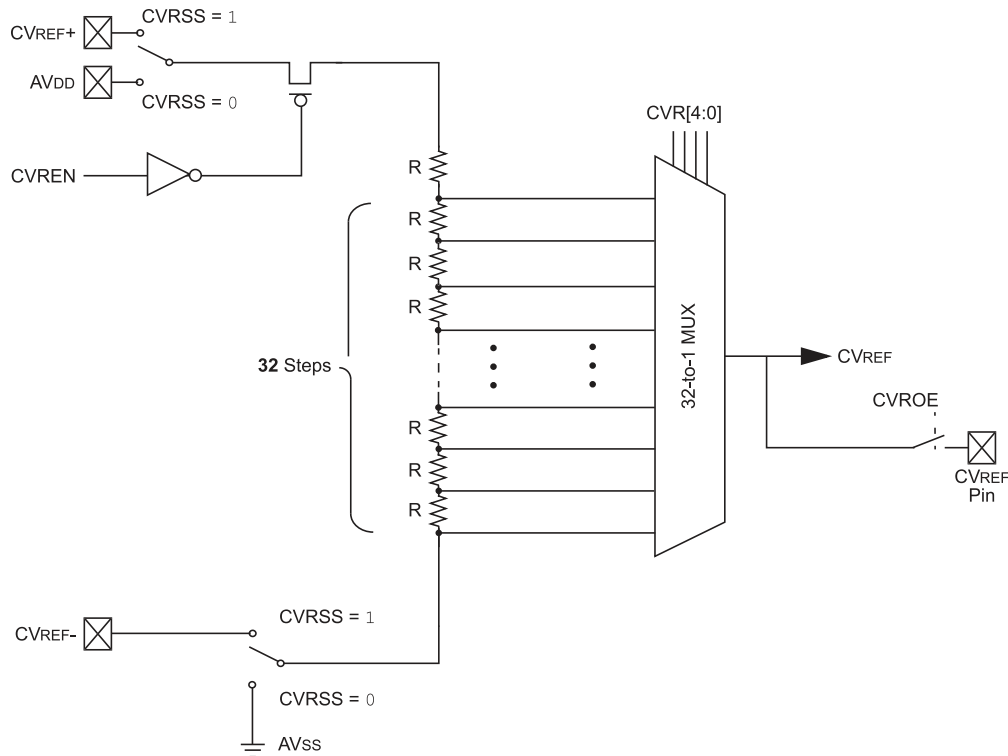 CVREF+
CVRSS = 1
AVDD
CVRSS = 0
CVREN
CVR[4:0]
R
R
R
R
32 Steps
R
R
R
32-to-1 MUX
CVREF
CVROE
CVREF
Pin
CVREF-
CVRSS = 1
CVRSS = 0
AVSS